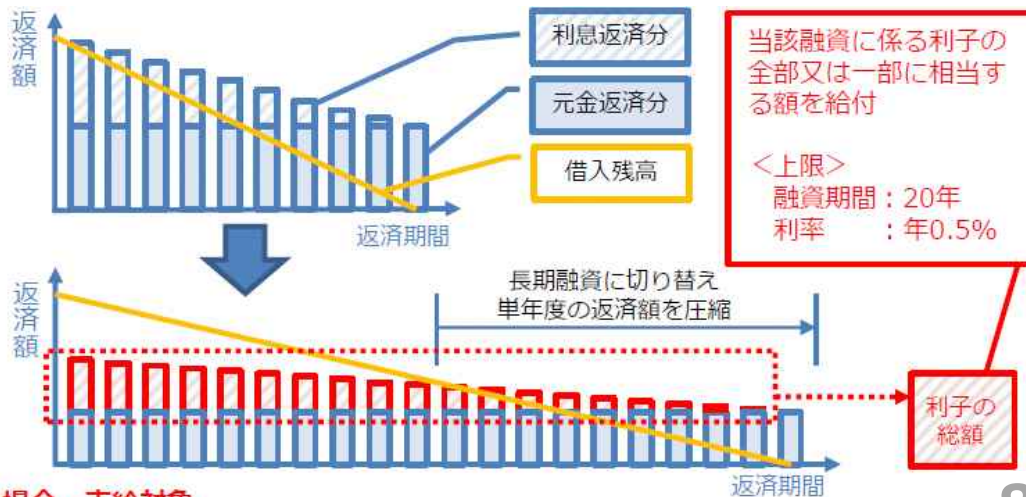 返済額
利息返済分
元金返済分
借入残高
返済期間
当該融資に係る利子の
全部又は一部に相当す
る額を給付
<上限>
融資期間：20年
利率　　：年0.5%
返済額
長期融資に切り替え
単年度の返済額を圧縮
利子の
総額
返済期間